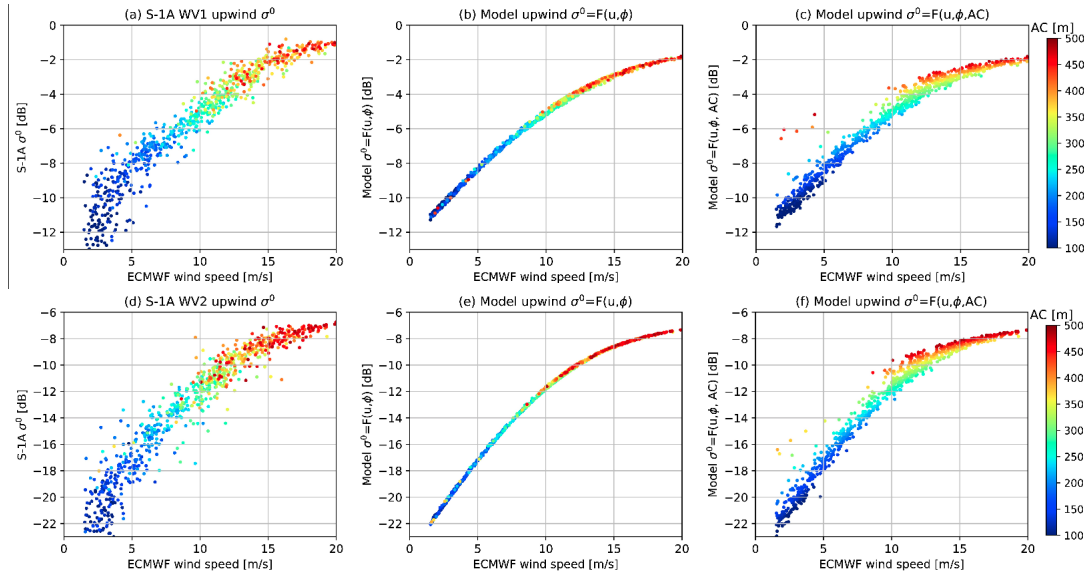 (a) S-1A WV1 upwind σ⁰
(b) Model upwind σ⁰=F(u,ϕ)
(c) Model upwind σ⁰=F(u,ϕ,AC)
AC [m]
0
−2
−4
−6
−8
−10
−12
S-1A σ⁰ [dB]
0 5 10 15 20
ECMWF wind speed [m/s]
0
−2
−4
−6
−8
−10
−12
Model σ⁰=F(u,ϕ) [dB]
0 5 10 15 20
ECMWF wind speed [m/s]
0
−2
−4
−6
−8
−10
−12
Model σ⁰=F(u,ϕ, AC) [dB]
0 5 10 15 20
ECMWF wind speed [m/s]
500
450
400
350
300
250
200
150
100
(d) S-1A WV2 upwind σ⁰
(e) Model upwind σ⁰=F(u,ϕ)
(f) Model upwind σ⁰=F(u,ϕ,AC)
AC [m]
−6
−8
−10
−12
−14
−16
−18
−20
−22
S-1A σ⁰ [dB]
0 5 10 15 20
ECMWF wind speed [m/s]
−6
−8
−10
−12
−14
−16
−18
−20
−22
Model σ⁰=F(u,ϕ) [dB]
0 5 10 15 20
ECMWF wind speed [m/s]
−6
−8
−10
−12
−14
−16
−18
−20
−22
Model σ⁰=F(u,ϕ, AC) [dB]
0 5 10 15 20
ECMWF wind speed [m/s]
500
450
400
350
300
250
200
150
100